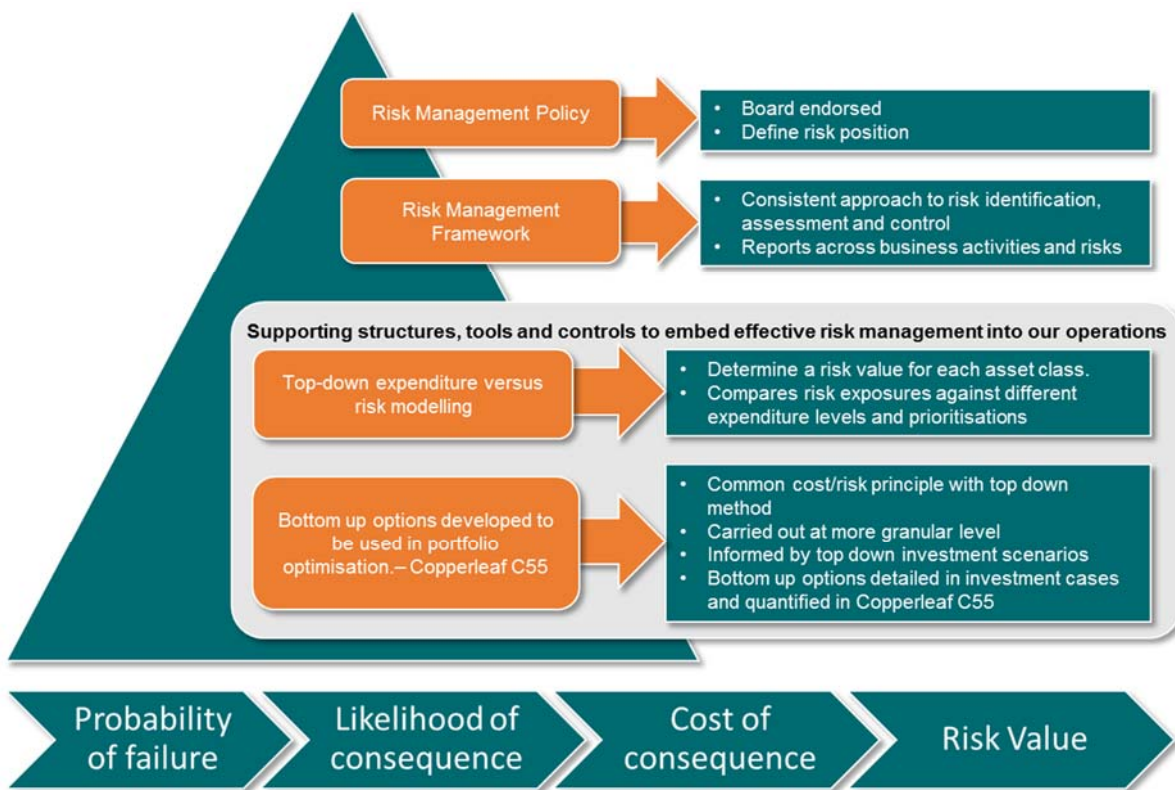 Risk Management Policy
• Board endorsed
• Define risk position
Risk Management
Framework
• Consistent approach to risk identification,
assessment and control
• Reports across business activities and risks
Supporting structures, tools and controls to embed effective risk management into our operations
Top-down expenditure versus
risk modelling
• Determine a risk value for each asset class.
• Compares risk exposures against different
expenditure levels and prioritisations
Bottom up options developed to
be used in portfolio
optimisation.– Copperleaf C55
• Common cost/risk principle with top down
method
• Carried out at more granular level
• Informed by top down investment scenarios
• Bottom up options detailed in investment cases
and quantified in Copperleaf C55
Probability
of failure
Likelihood of
consequence
Cost of
consequence
Risk Value